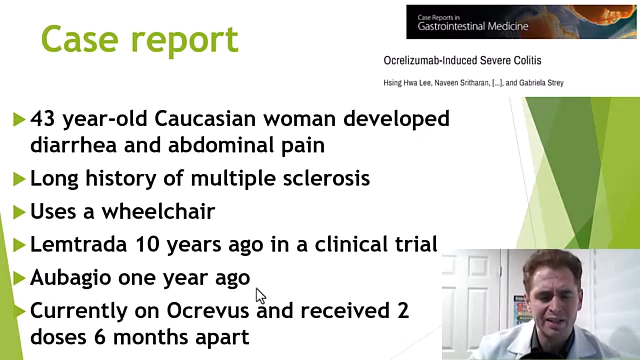 Case report
Case Reports in
Gastrointestinal Medicine
Ocrelizumab-Induced Severe Colitis
Hsing Hwa Lee, Naveen Sritharan, [...], and Gabriela Strey
43 year-old Caucasian woman developed
diarrhea and abdominal pain
Long history of multiple sclerosis
Uses a wheelchair
Lemtrada 10 years ago in a clinical trial
Aubagio one year ago
Currently on Ocrevus and received 2
doses 6 months apart